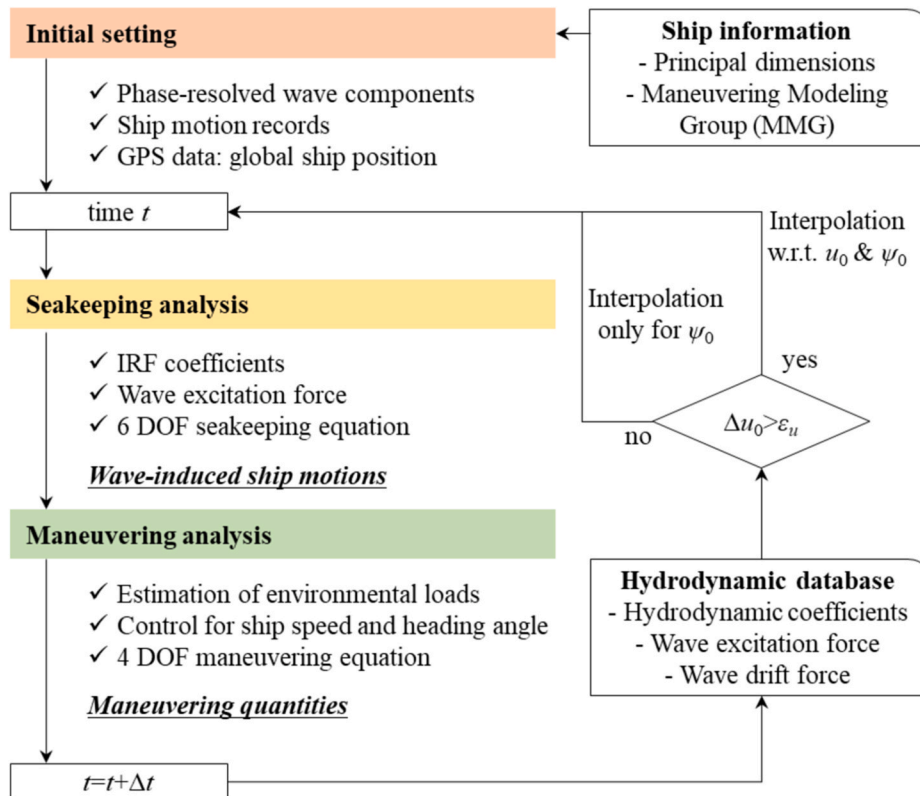 Initial setting
Ship information
- Principal dimensions
- Maneuvering Modeling
Group (MMG)
✓ Phase-resolved wave components
✓ Ship motion records
✓ GPS data: global ship position
time t
Interpolation
w.r.t. u₀ & ψ₀
Interpolation
only for ψ₀
Seakeeping analysis
✓ IRF coefficients
✓ Wave excitation force
✓ 6 DOF seakeeping equation
yes
no
Δu₀>εᵤ
Wave-induced ship motions
Maneuvering analysis
✓ Estimation of environmental loads
✓ Control for ship speed and heading angle
✓ 4 DOF maneuvering equation
Hydrodynamic database
- Hydrodynamic coefficients
- Wave excitation force
- Wave drift force
Maneuvering quantities
t=t+Δt